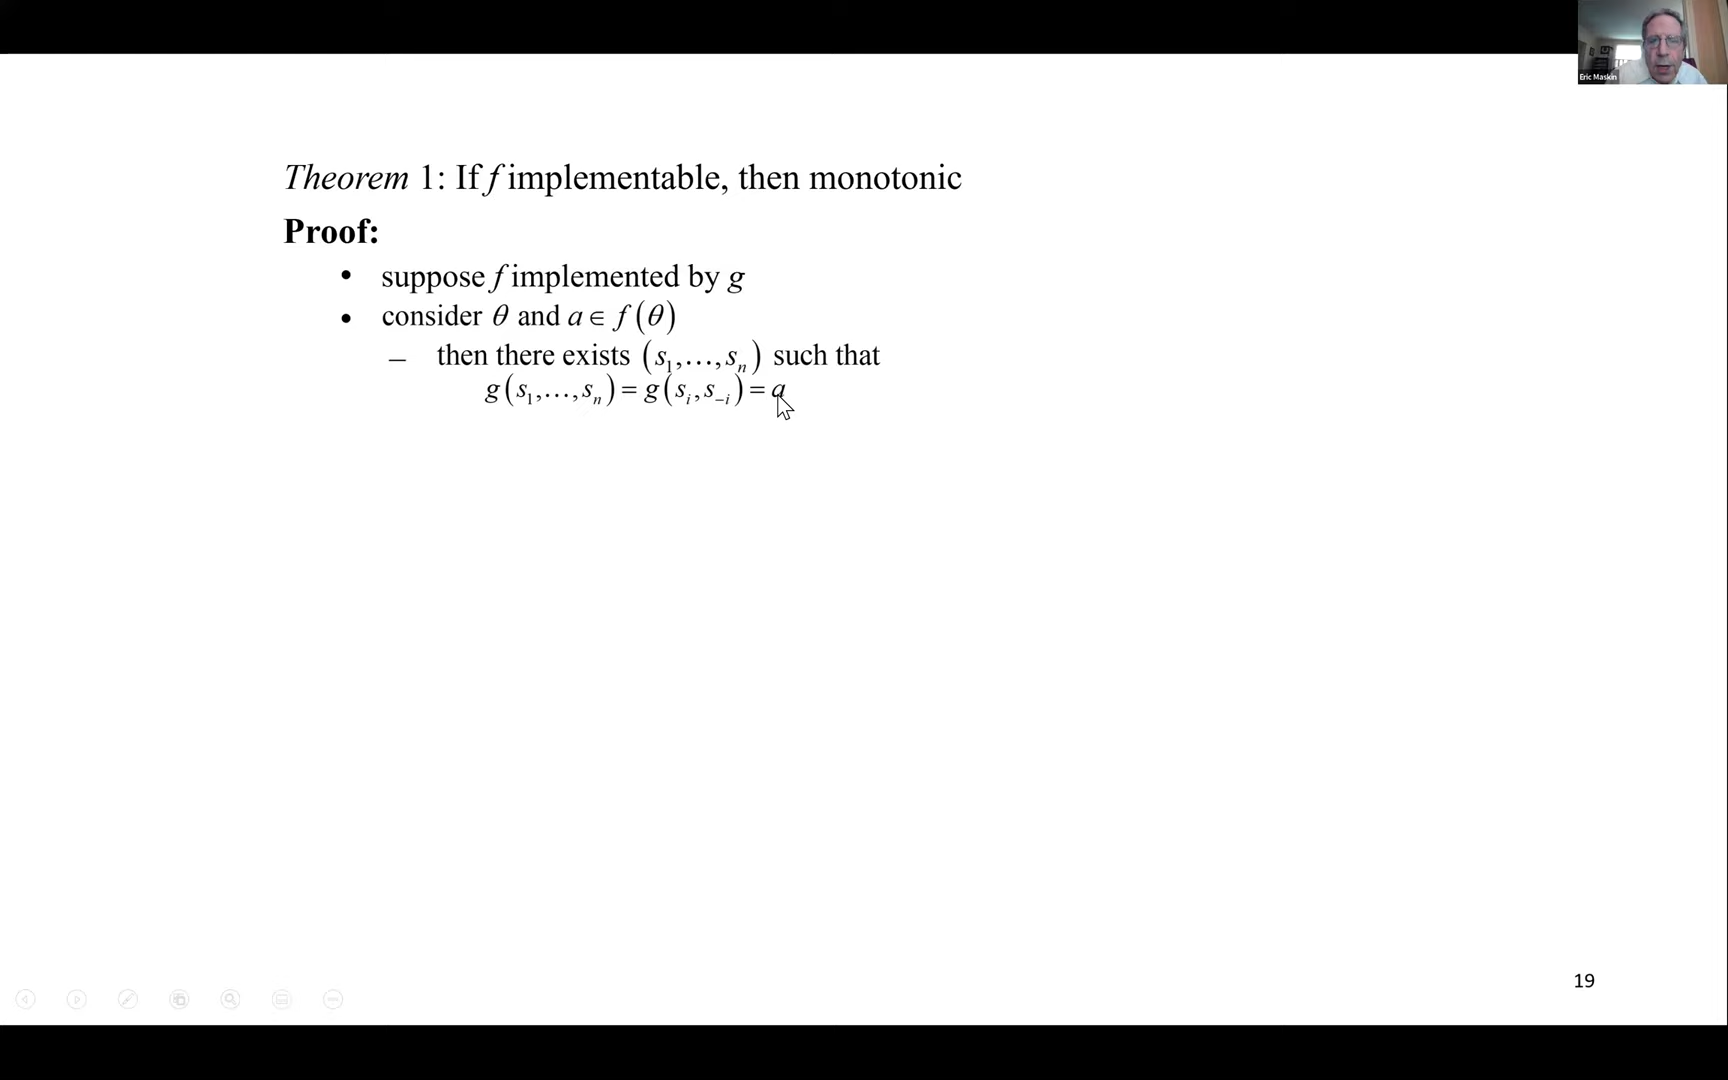 Eric Maskin
Theorem 1: If f implementable, then monotonic
Proof:
• suppose f implemented by g
• consider θ and a ∈ f(θ)
– then there exists (s₁,…,sₙ) such that
g(s₁,…,sₙ) = g(sᵢ,s₋ᵢ) = a
19